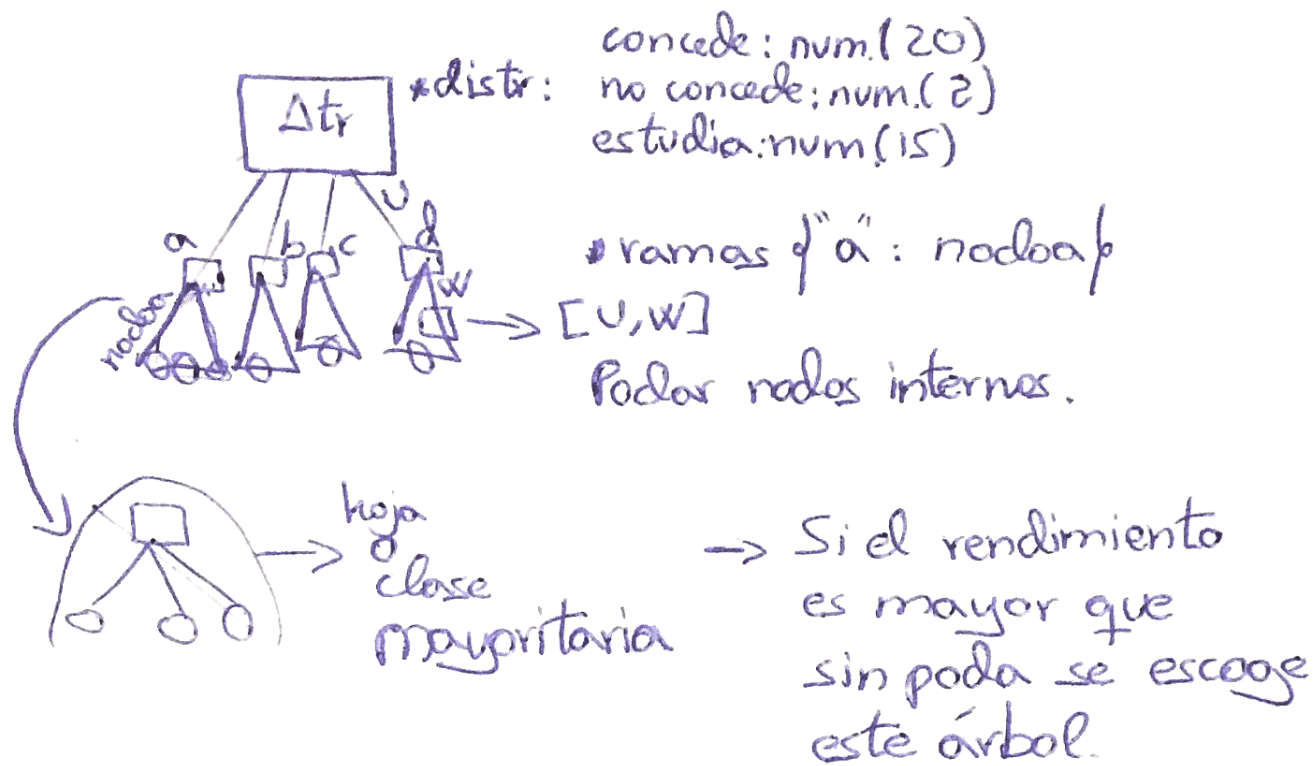 concede: num.(20)
*distr: no concede: num.(2)
estudia: num.(15)
Δtr
U
a
b
c
d
W
nodoa
*ramas {"a": nodoa}
[U,W]
Podar nodos internos.
hoja
o
clase
mayoritaria
→ Si el rendimiento
es mayor que
sin poda se escoge
este árbol.